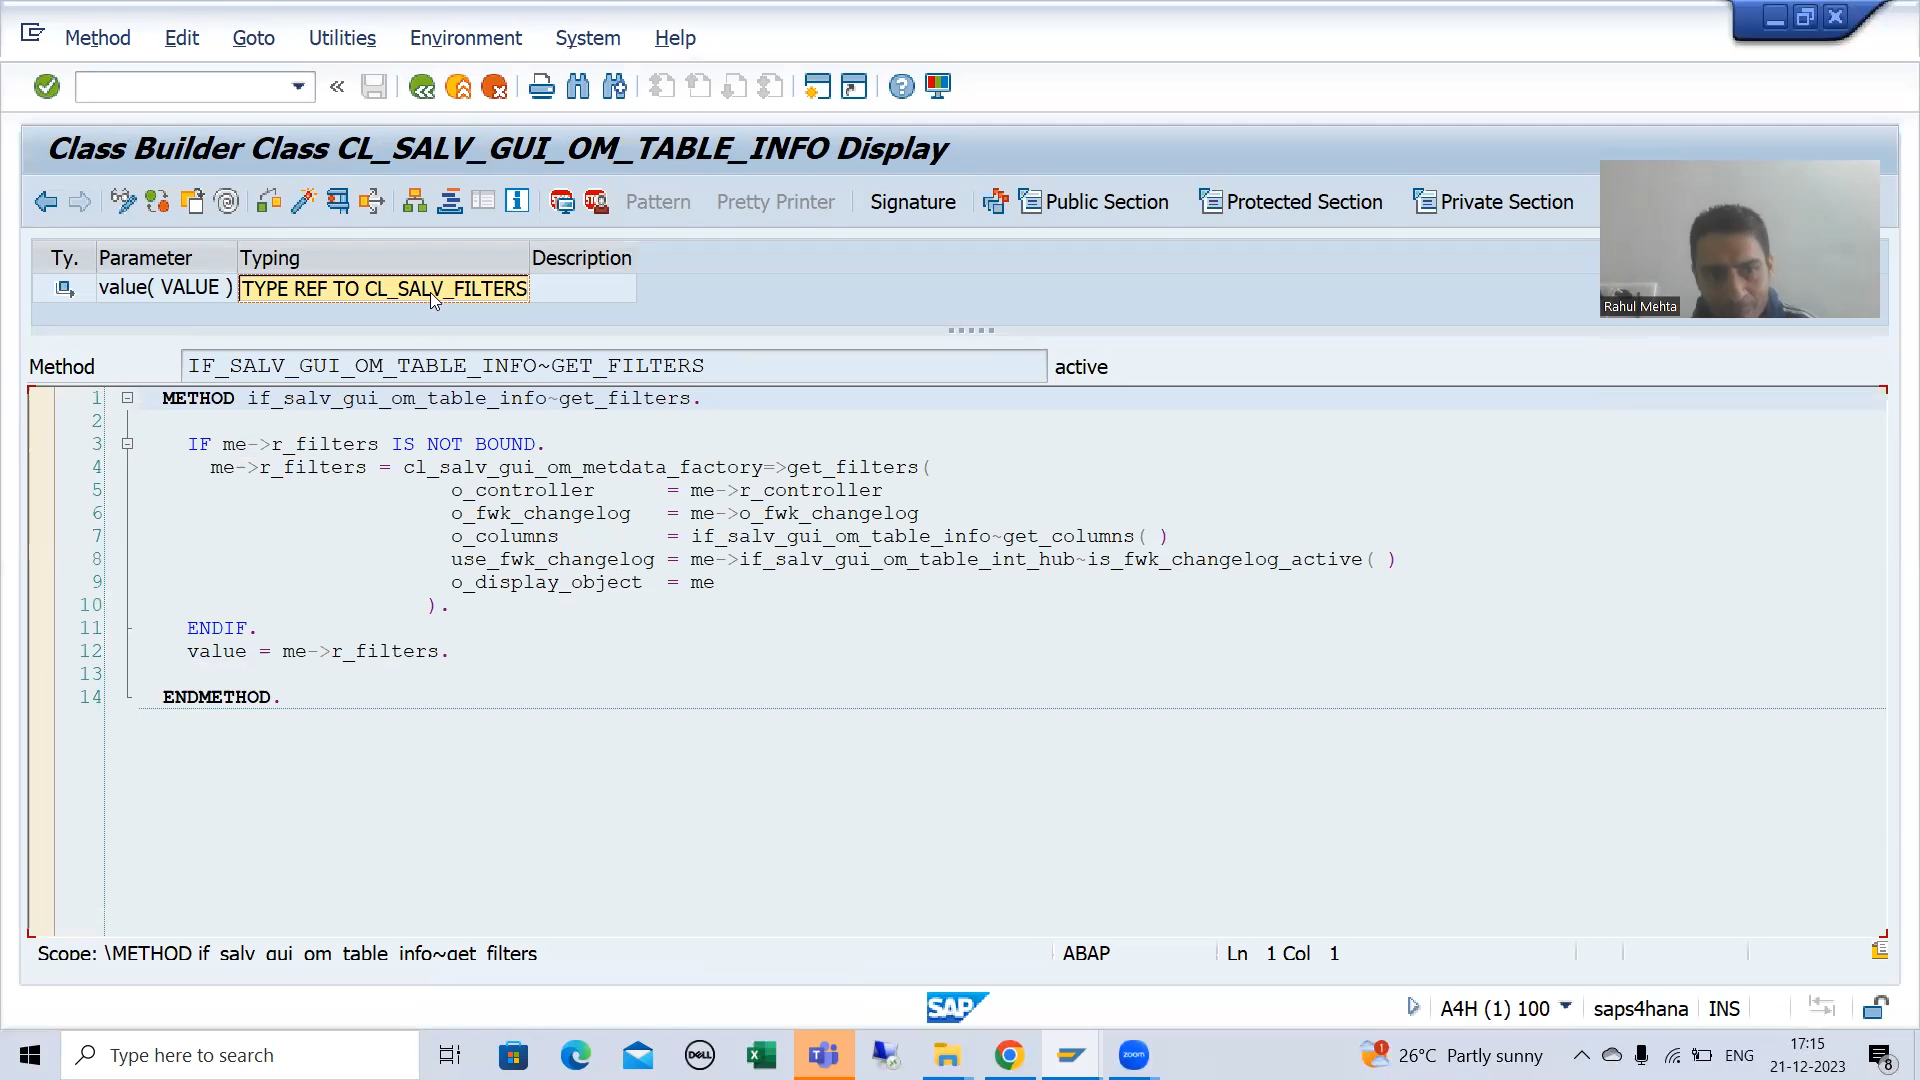 Method Edit Goto Utilities Environment System Help
Class Builder Class CL_SALV_GUI_OM_TABLE_INFO Display
Pattern Pretty Printer Signature Public Section Protected Section Private Section
Ty. Parameter Typing Description
value( VALUE ) TYPE REF TO CL_SALV_FILTERS
Rahul Mehta
Method IF_SALV_GUI_OM_TABLE_INFO~GET_FILTERS active
1 METHOD if_salv_gui_om_table_info~get_filters.
2
3 IF me->r_filters IS NOT BOUND.
4 me->r_filters = cl_salv_gui_om_metdata_factory=>get_filters(
5 o_controller = me->r_controller
6 o_fwk_changelog = me->o_fwk_changelog
7 o_columns = if_salv_gui_om_table_info~get_columns( )
8 use_fwk_changelog = me->if_salv_gui_om_table_int_hub~is_fwk_changelog_active( )
9 o_display_object = me
10 ).
11 ENDIF.
12 value = me->r_filters.
13
14 ENDMETHOD.
Scope: \METHOD if_salv_gui_om_table_info~get_filters ABAP Ln 1 Col 1
SAP
A4H (1) 100 saps4hana INS
Type here to search DELL zoom 1 26°C Partly sunny ENG 17:15
21-12-2023 8